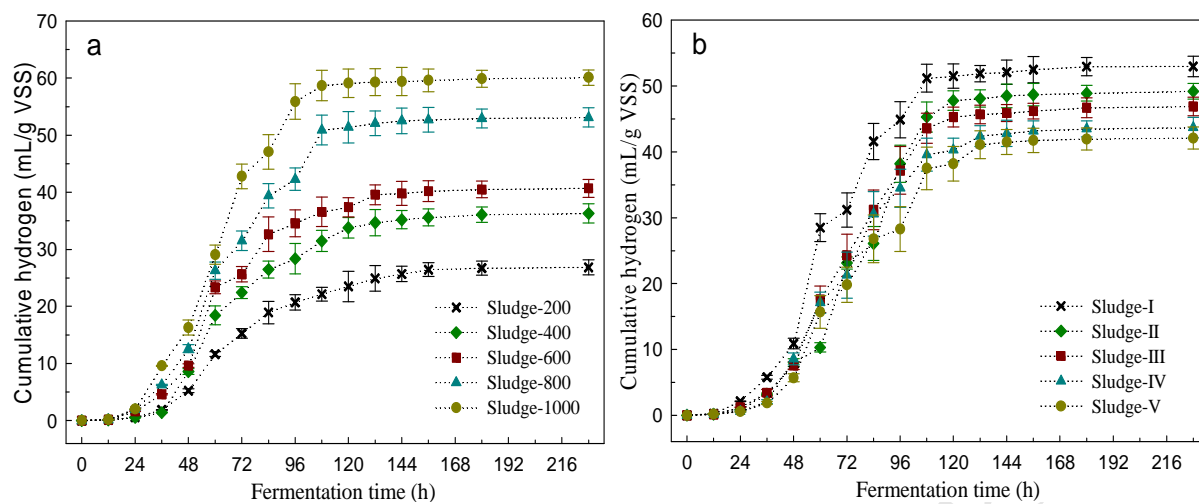 a
Cumulative hydrogen (mL/g VSS)
70
60
50
40
30
20
10
0
Sludge-200
Sludge-400
Sludge-600
Sludge-800
Sludge-1000
0 24 48 72 96 120 144 168 192 216
Fermentation time (h)
b
Cumulative hydrogen (mL/g VSS)
60
50
40
30
20
10
0
Sludge-I
Sludge-II
Sludge-III
Sludge-IV
Sludge-V
0 24 48 72 96 120 144 168 192 216
Fermentation time (h)